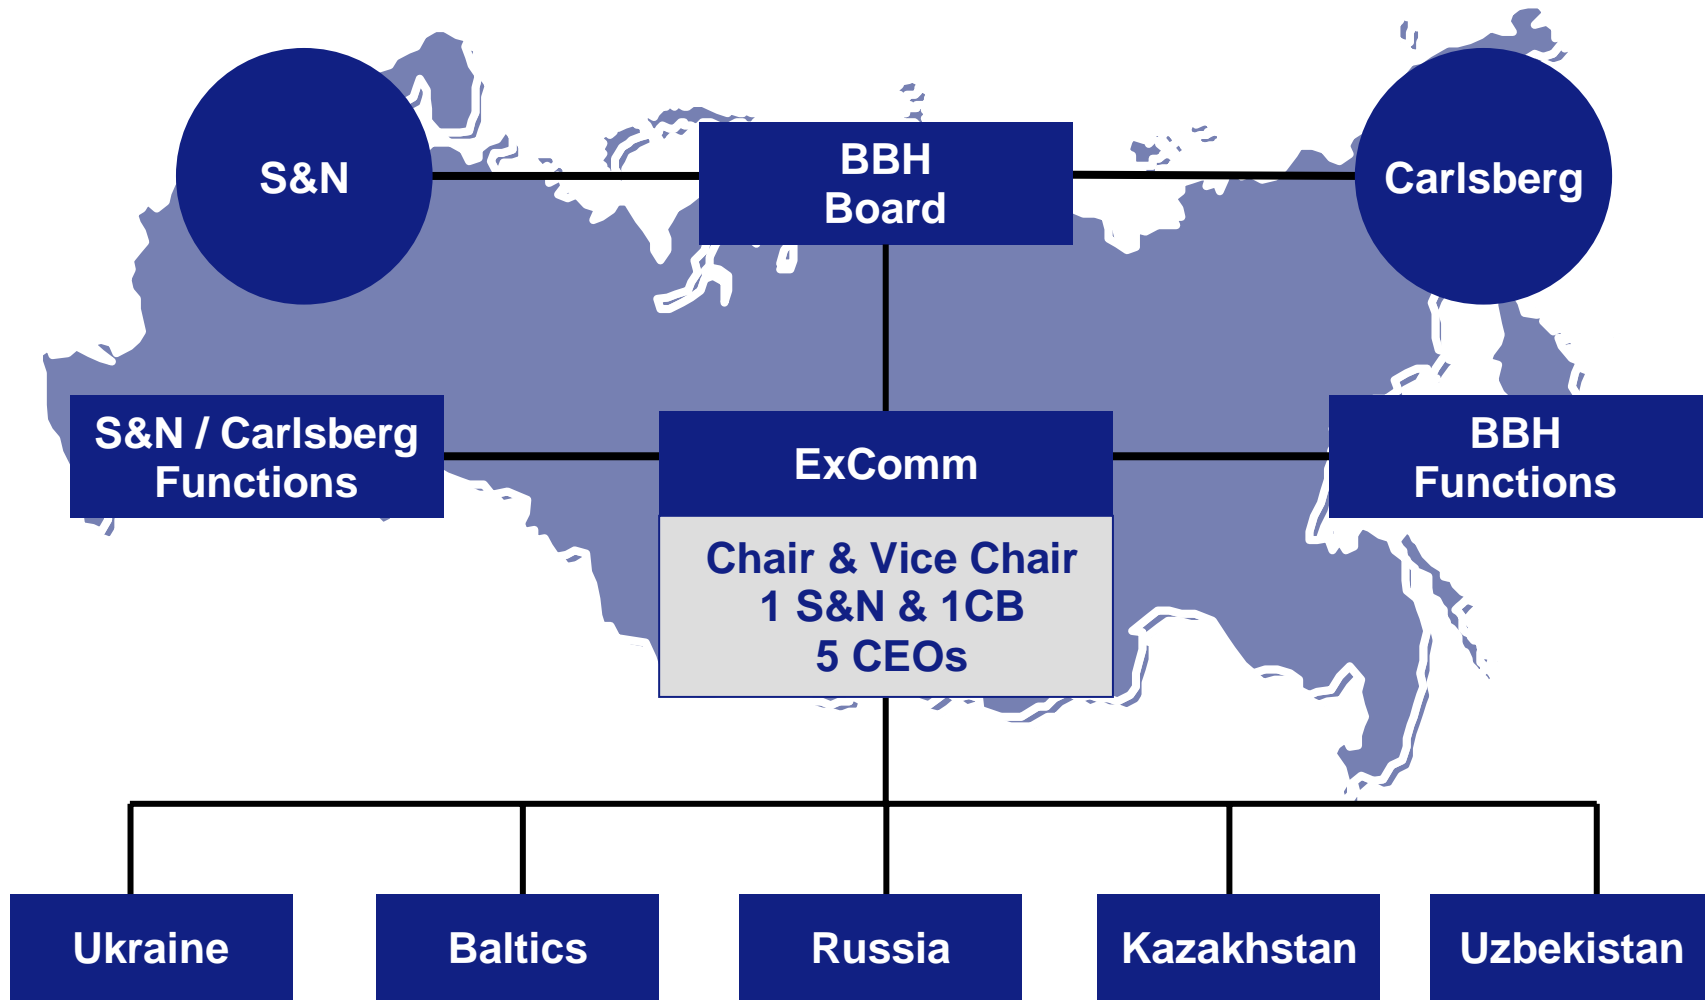 S&N
BBH
Board
Carlsberg
S&N / Carlsberg
Functions
ExComm
BBH
Functions
Chair & Vice Chair
1 S&N & 1CB
5 CEOs
Ukraine
Baltics
Russia
Kazakhstan
Uzbekistan